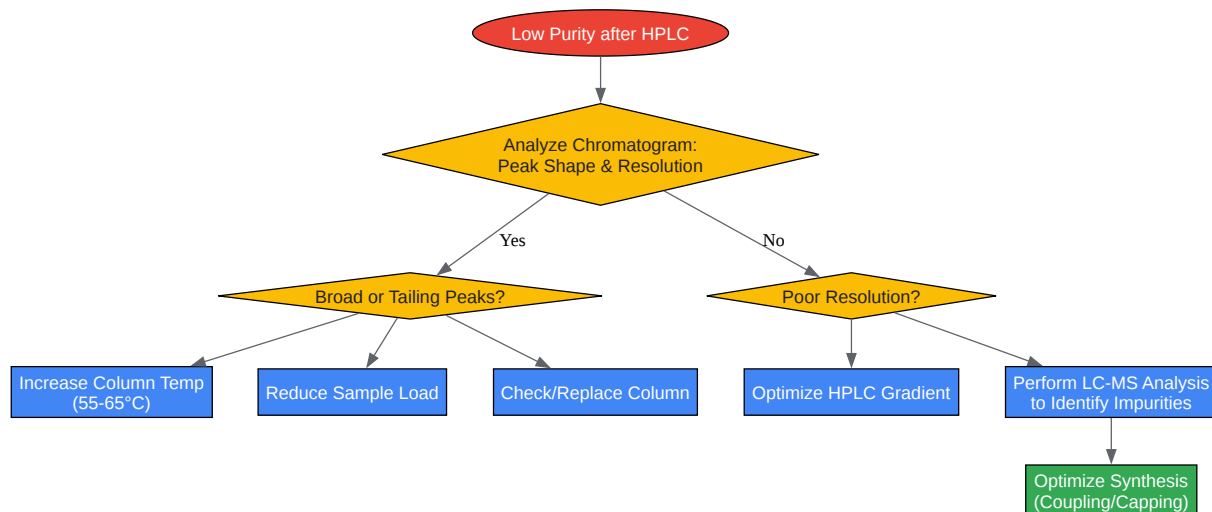 Low Purity after HPLC
Analyze Chromatogram:
Peak Shape & Resolution
Yes
No
Broad or Tailing Peaks?
Poor Resolution?
Increase Column Temp
(55-65°C)
Reduce Sample Load
Check/Replace Column
Optimize HPLC Gradient
Perform LC-MS Analysis
to Identify Impurities
Optimize Synthesis
(Coupling/Capping)